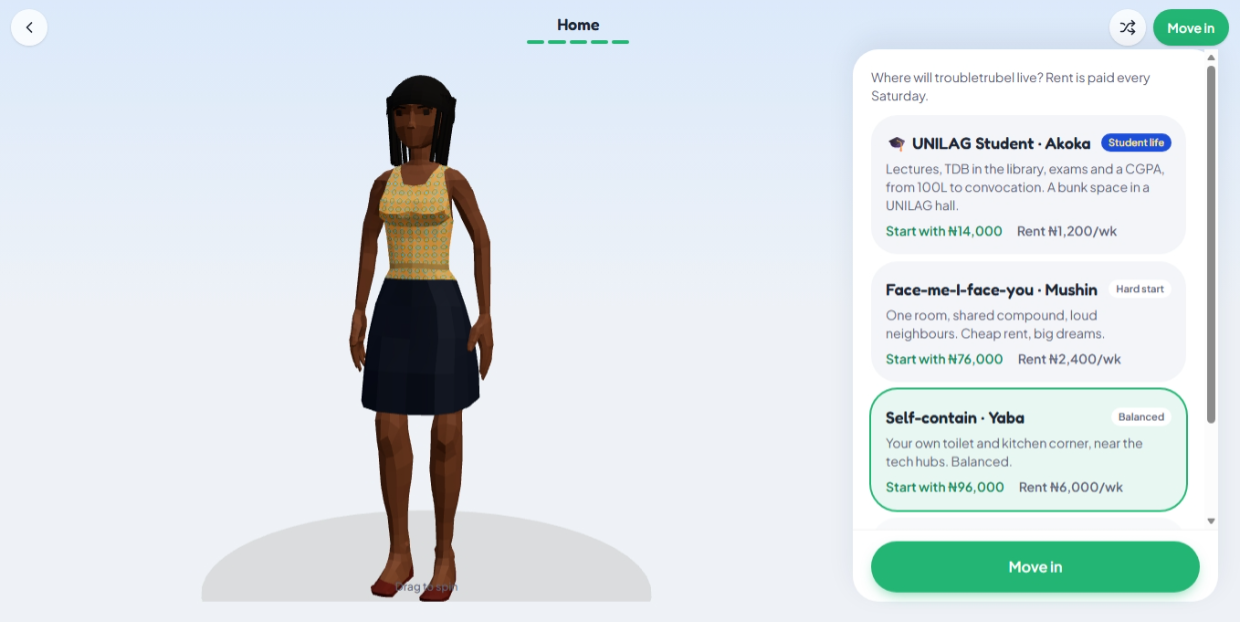 Home
Move in
Where will troubletrubel live? Rent is paid every
Saturday.
UNILAG Student · Akoka
Student life
Lectures, TDB in the library, exams and a CGPA,
from 100L to convocation. A bunk space in a
UNILAG hall.
Start with ₦14,000 Rent ₦1,200/wk
Face-me-I-face-you · Mushin
Hard start
One room, shared compound, loud
neighbours. Cheap rent, big dreams.
Start with ₦76,000 Rent ₦2,400/wk
Self-contain · Yaba
Balanced
Your own toilet and kitchen corner, near the
tech hubs. Balanced.
Start with ₦96,000 Rent ₦6,000/wk
Move in
Drag to spin